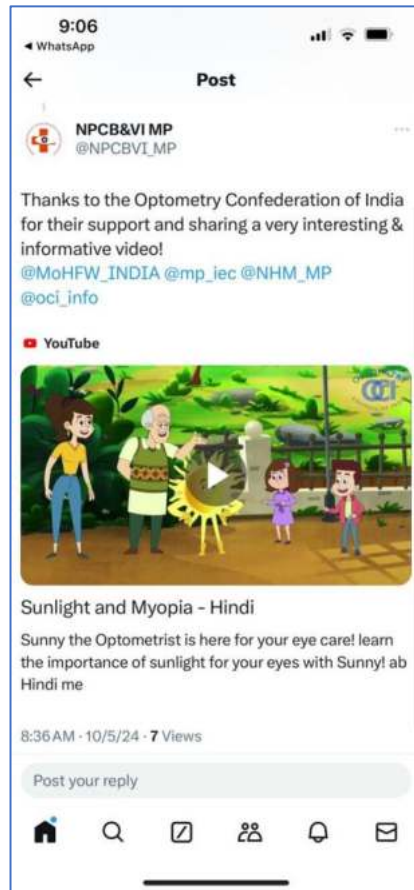 9:06
◄ WhatsApp
Post
NPCB&VI MP
@NPCBVI_MP
Thanks to the Optometry Confederation of India
for their support and sharing a very interesting &
informative video!
@MoHFW_INDIA @mp_iec @NHM_MP
@oci_info
YouTube
OCI
Sunlight and Myopia - Hindi
Sunny the Optometrist is here for your eye care! learn
the importance of sunlight for your eyes with Sunny! ab
Hindi me
8:36 AM · 10/5/24 · 7 Views
Post your reply